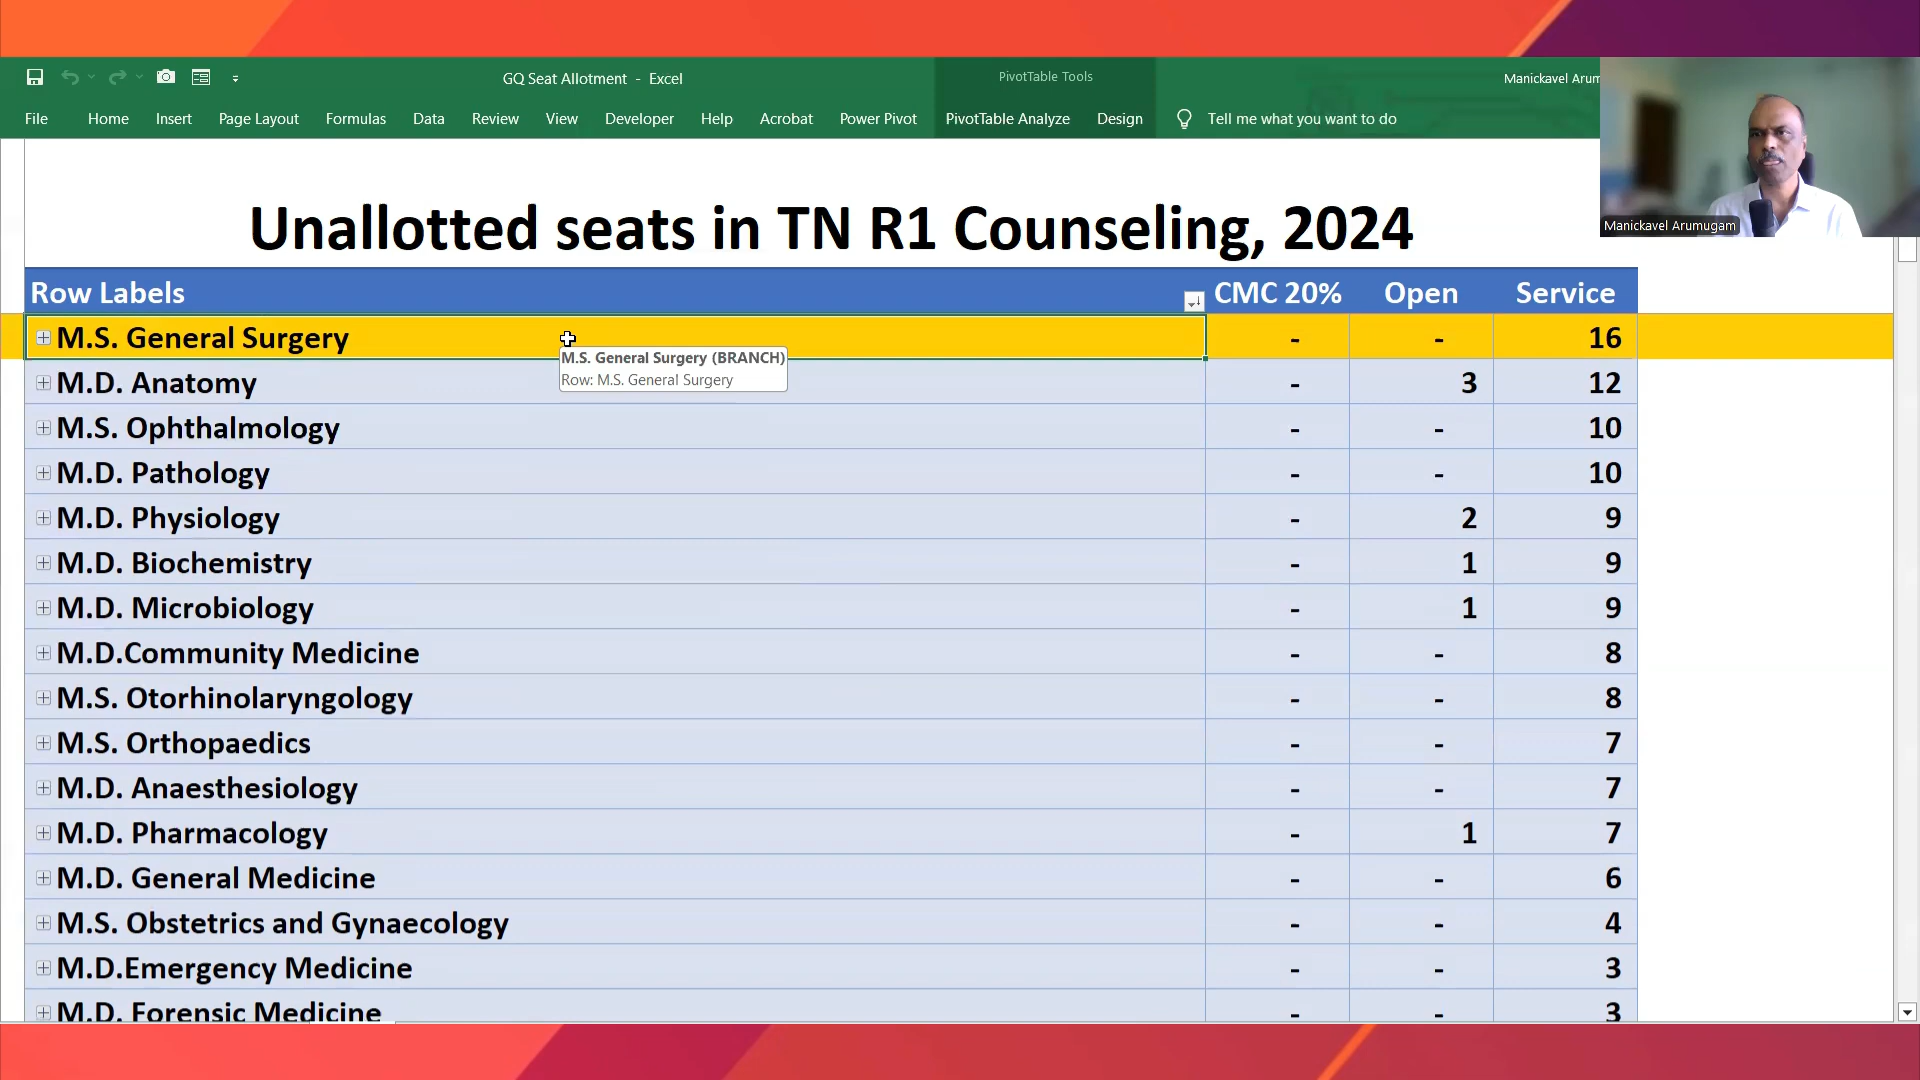 GQ Seat Allotment - Excel
PivotTable Tools
Manickavel Arum
File Home Insert Page Layout Formulas Data Review View Developer Help Acrobat Power Pivot PivotTable Analyze Design Tell me what you want to do
Manickavel Arumugam
Unallotted seats in TN R1 Counseling, 2024
Row Labels CMC 20% Open Service
M.S. General Surgery - - 16
M.S. General Surgery (BRANCH)
Row: M.S. General Surgery
M.D. Anatomy - 3 12
M.S. Ophthalmology - - 10
M.D. Pathology - - 10
M.D. Physiology - 2 9
M.D. Biochemistry - 1 9
M.D. Microbiology - 1 9
M.D.Community Medicine - - 8
M.S. Otorhinolaryngology - - 8
M.S. Orthopaedics - - 7
M.D. Anaesthesiology - - 7
M.D. Pharmacology - 1 7
M.D. General Medicine - - 6
M.S. Obstetrics and Gynaecology - - 4
M.D.Emergency Medicine - - 3
M.D. Forensic Medicine - - 3